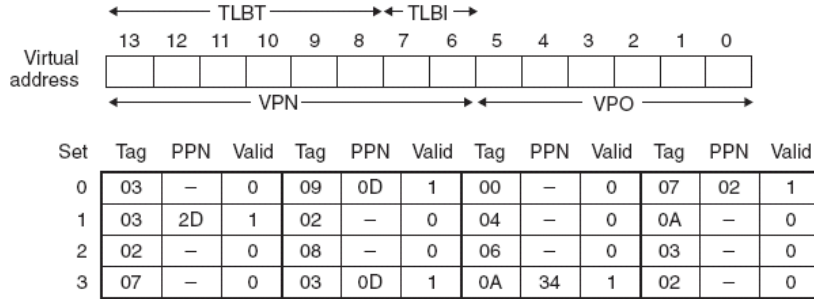 TLBT TLBI
13 12 11 10 9 8 7 6 5 4 3 2 1 0
Virtual
address
VPN VPO
Set Tag PPN Valid Tag PPN Valid Tag PPN Valid Tag PPN Valid
0 03 – 0 09 0D 1 00 – 0 07 02 1
1 03 2D 1 02 – 0 04 – 0 0A – 0
2 02 – 0 08 – 0 06 – 0 03 – 0
3 07 – 0 03 0D 1 0A 34 1 02 – 0